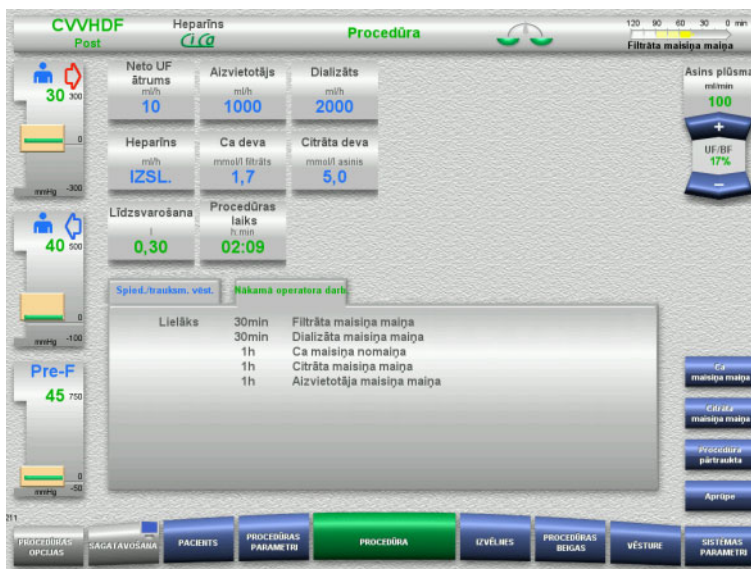 CVVHDF
Post
Heparīns
Ci Ca
Procedūra
120 90 60 30 0 min
Filtrāta maisiņa maiņa
30 300
0
mmHg -300
Neto UF
ātrums
ml/h
10
Aizvietotājs
ml/h
1000
Dializāts
ml/h
2000
Asins plūsma
ml/min
100
+
UF/BF
17%
−
Heparīns
ml/h
IZSL.
Ca deva
mmol/l filtrāts
1,7
Citrāta deva
mmol/l asinis
5,0
40 500
0
mmHg -100
Līdzsvarošana
l
0,30
Procedūras
laiks
h:min
02:09
Spied./trauksm. vēst.
Nākamā operatora darb
Lielāks 30min Filtrāta maisiņa maiņa
30min Dializāta maisiņa maiņa
1h Ca maisiņa nomaiņa
1h Citrāta maisiņa maiņa
1h Aizvietotāja maisiņa maiņa
Pre-F
45 750
0
mmHg -50
Ca
maisiņa maiņa
Citrāta
maisiņa maiņa
Procedūra
pārtraukta
Aprūpe
211
PROCEDŪRAS
OPCIJAS
SAGATAVOŠANA
PACIENTS
PROCEDŪRAS
PARAMETRI
PROCEDŪRA
IZVĒLNES
PROCEDŪRAS
BEIGAS
VĒSTURE
SISTĒMAS
PARAMETRI